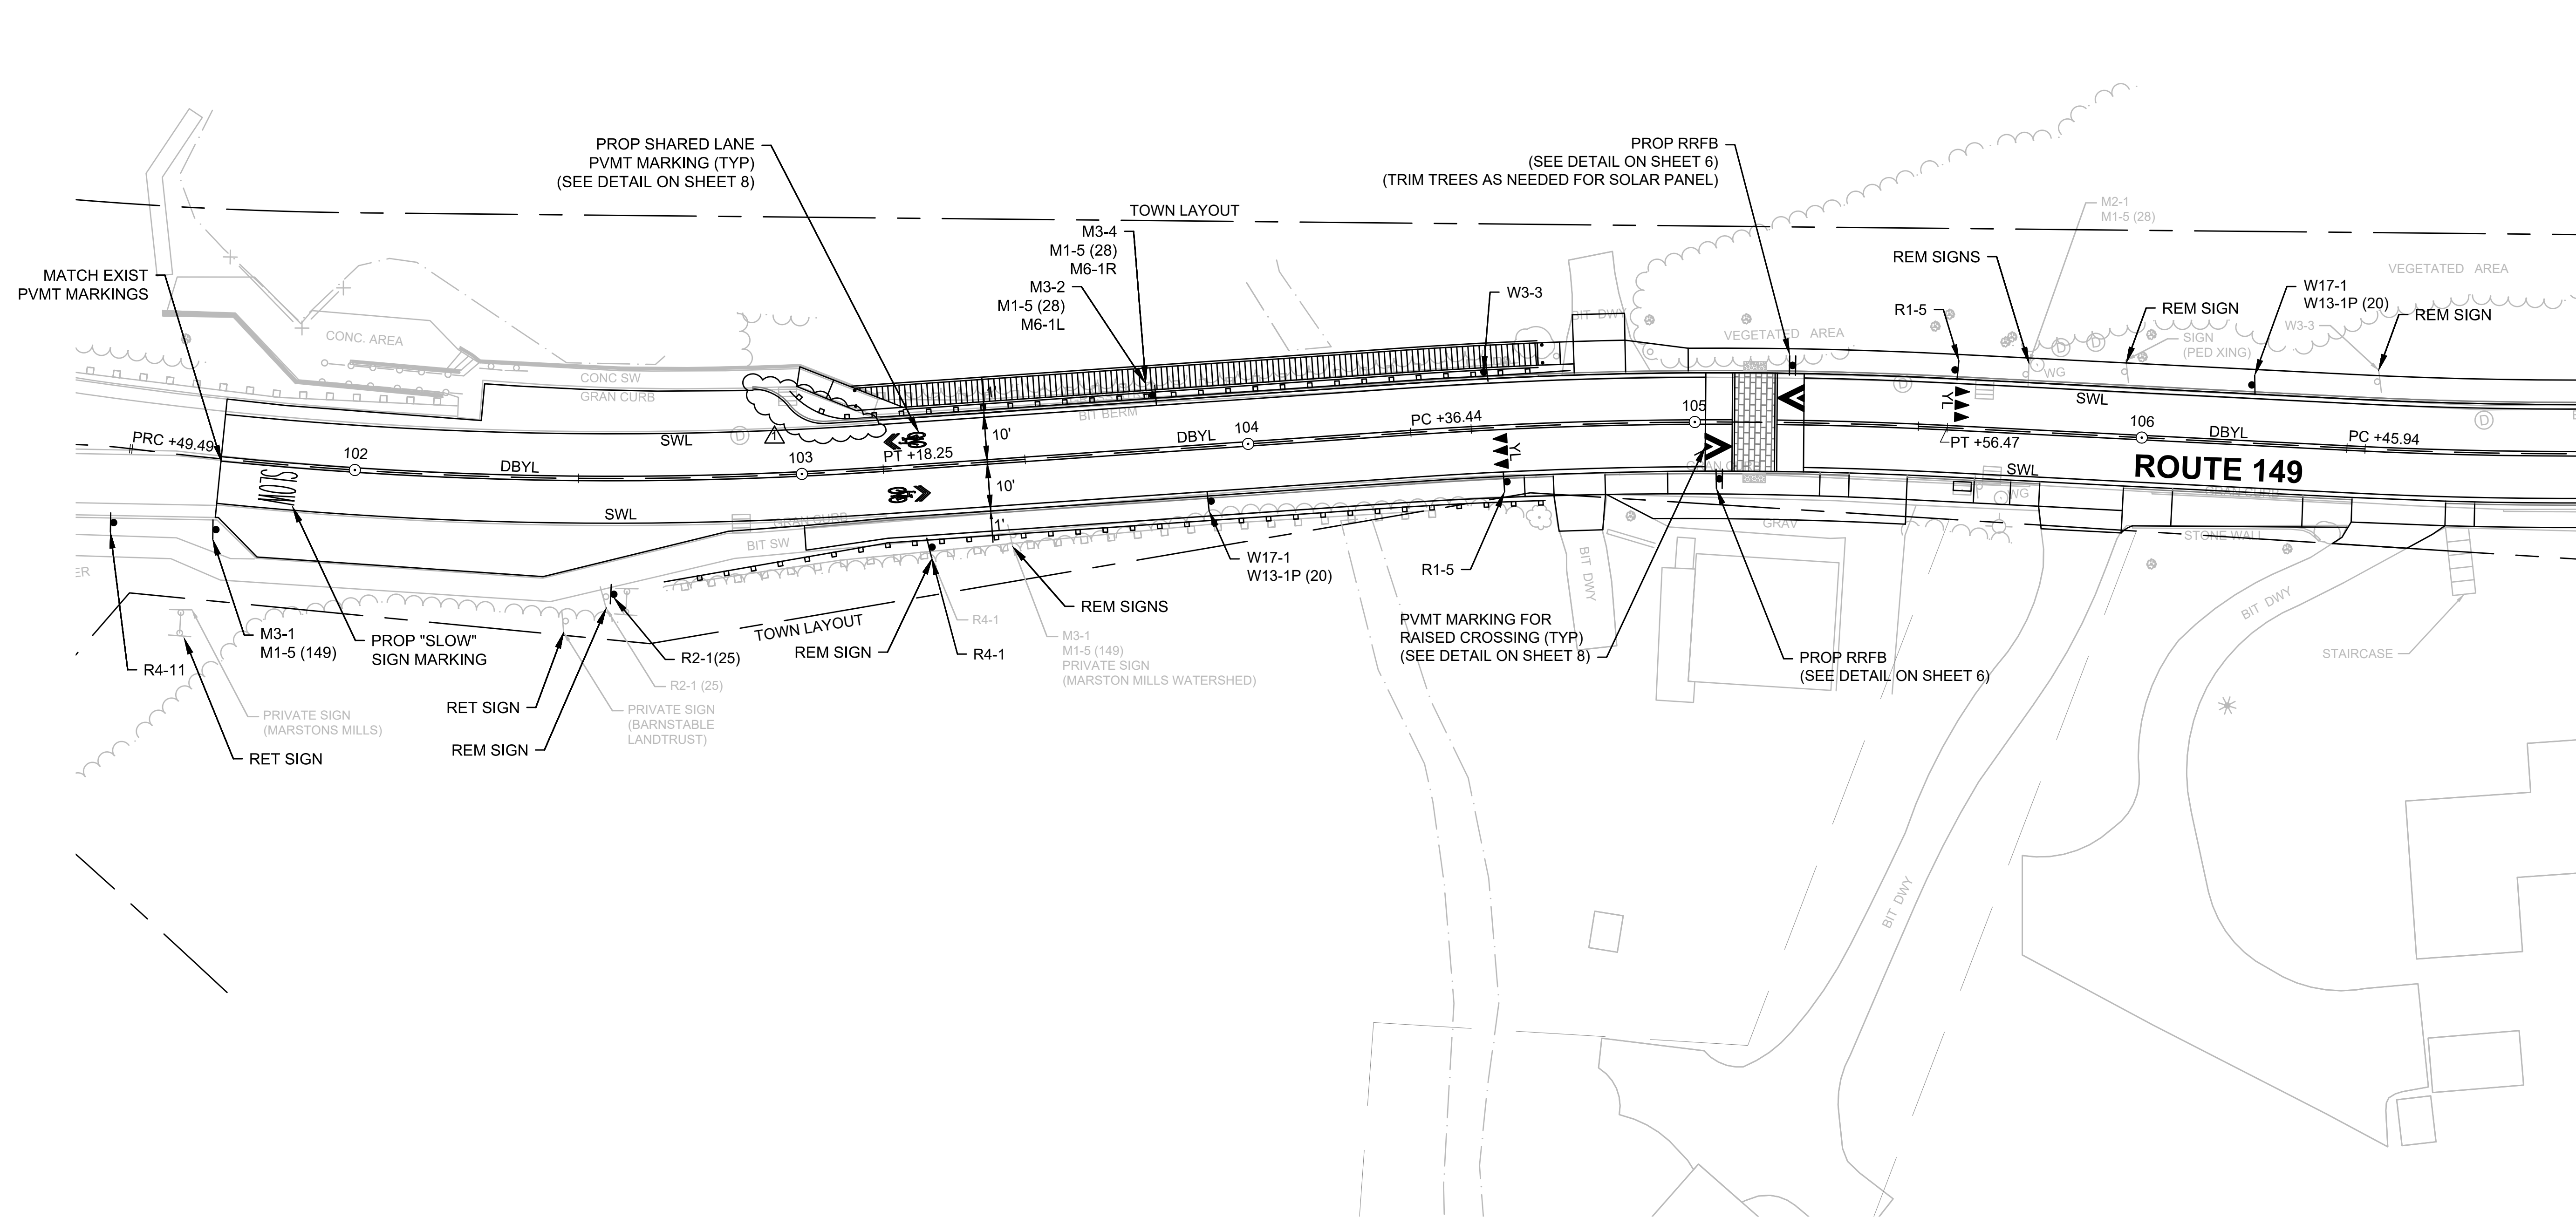 PROP SHARED LANE
PVMT MARKING (TYP)
(SEE DETAIL ON SHEET 8)
PROP RRFB
(SEE DETAIL ON SHEET 6)
(TRIM TREES AS NEEDED FOR SOLAR PANEL)
TOWN LAYOUT
M2-1
M1-5 (28)
M3-4
M1-5 (28)
M6-1R
M3-2
M1-5 (28)
M6-1L
MATCH EXIST
PVMT MARKINGS
W3-3
REM SIGNS
R1-5
VEGETATED AREA
W17-1
W13-1P (20)
REM SIGN
REM SIGN
W3-3
SIGN
(PED XING)
BIT DWY
VEGETATED AREA
CONC. AREA
CONC SW
GRAN CURB
WG
D
D
D
D
D
1
1'
BIT BERM
SWL
YL
SWL
10'
PRC +49.49
102
DBYL
103
PT +18.25
104
DBYL
PC +36.44
105
PT +56.47
106
DBYL
PC +45.94
SLOW
10'
YL
SWL
ROUTE 149
SWL
GRAN CURB
1'
BIT SW
WG
GRAN CURB
GRAV
STONE WALL
ER
W17-1
W13-1P (20)
R1-5
BIT DWY
BIT DWY
M3-1
M1-5 (149)
R4-11
PROP "SLOW"
SIGN MARKING
R2-1(25)
R2-1 (25)
TOWN LAYOUT
REM SIGN
R4-1
R4-1
REM SIGNS
M3-1
M1-5 (149)
PRIVATE SIGN
(MARSTON MILLS WATERSHED)
PVMT MARKING FOR
RAISED CROSSING (TYP)
(SEE DETAIL ON SHEET 8)
PROP RRFB
(SEE DETAIL ON SHEET 6)
STAIRCASE
RET SIGN
PRIVATE SIGN
(MARSTONS MILLS)
RET SIGN
REM SIGN
PRIVATE SIGN
(BARNSTABLE
LANDTRUST)
BIT DWY